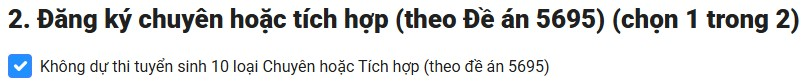 2. Đăng ký chuyên hoặc tích hợp (theo Đề án 5695) (chọn 1 trong 2)
Không dự thi tuyển sinh 10 loại Chuyên hoặc Tích hợp (theo đề án 5695)